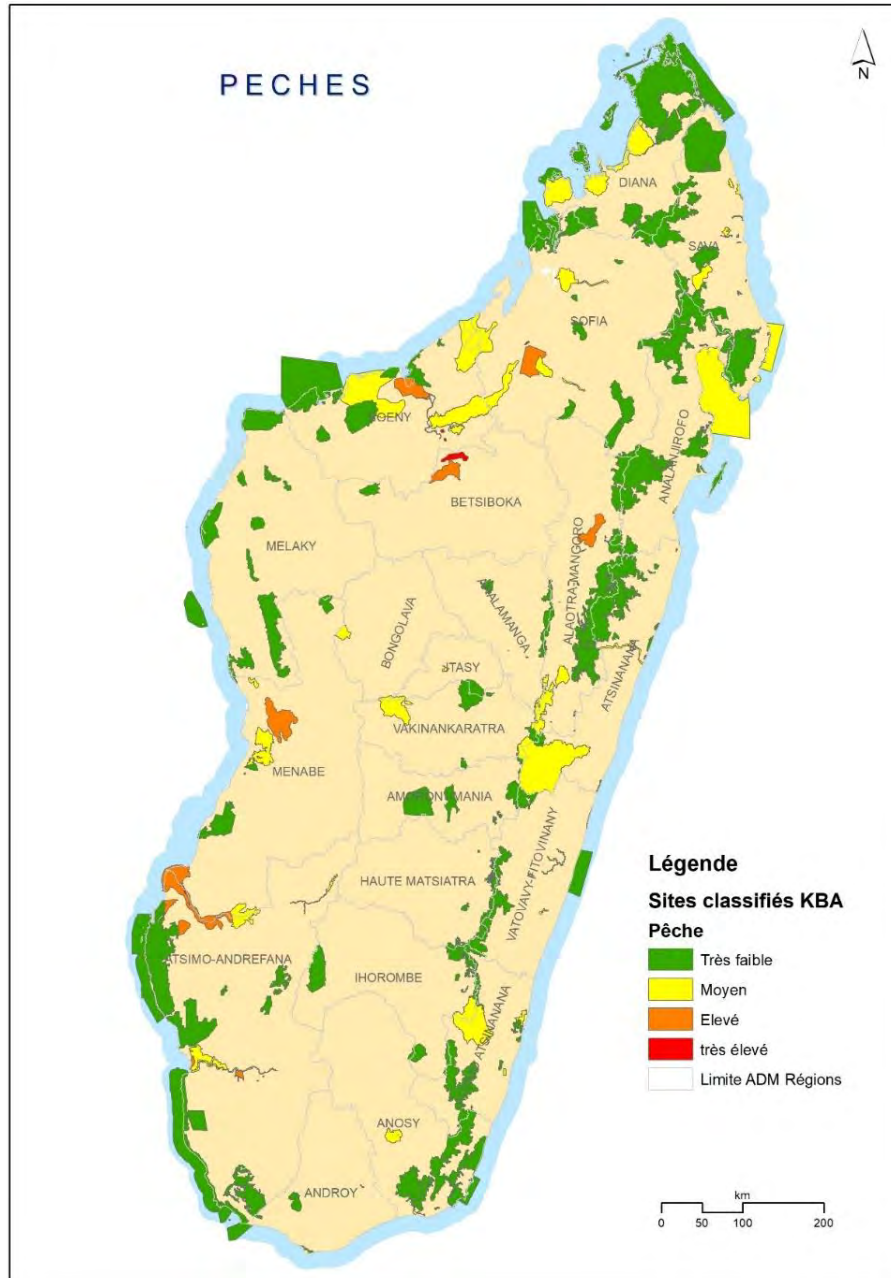 PECHES
N
DIANA
SAVA
SOFIA
BOENY
ANALANJIROFO
BETSIBOKA
MELAKY
ALAOTRA-MANGORO
ANALAMANGA
BONGOLAVA
ITASY
ATSINANANA
VAKINANKARATRA
MENABE
AMORON'I MANIA
VATOVAVY-FITOVINANY
HAUTE MATSIATRA
ATSIMO-ANDREFANA
IHOROMBE
ATSINANANA
ANOSY
ANDROY
Légende
Sites classifiés KBA
Pêche
Très faible
Moyen
Elevé
très élevé
Limite ADM Régions
km
0 50 100 200